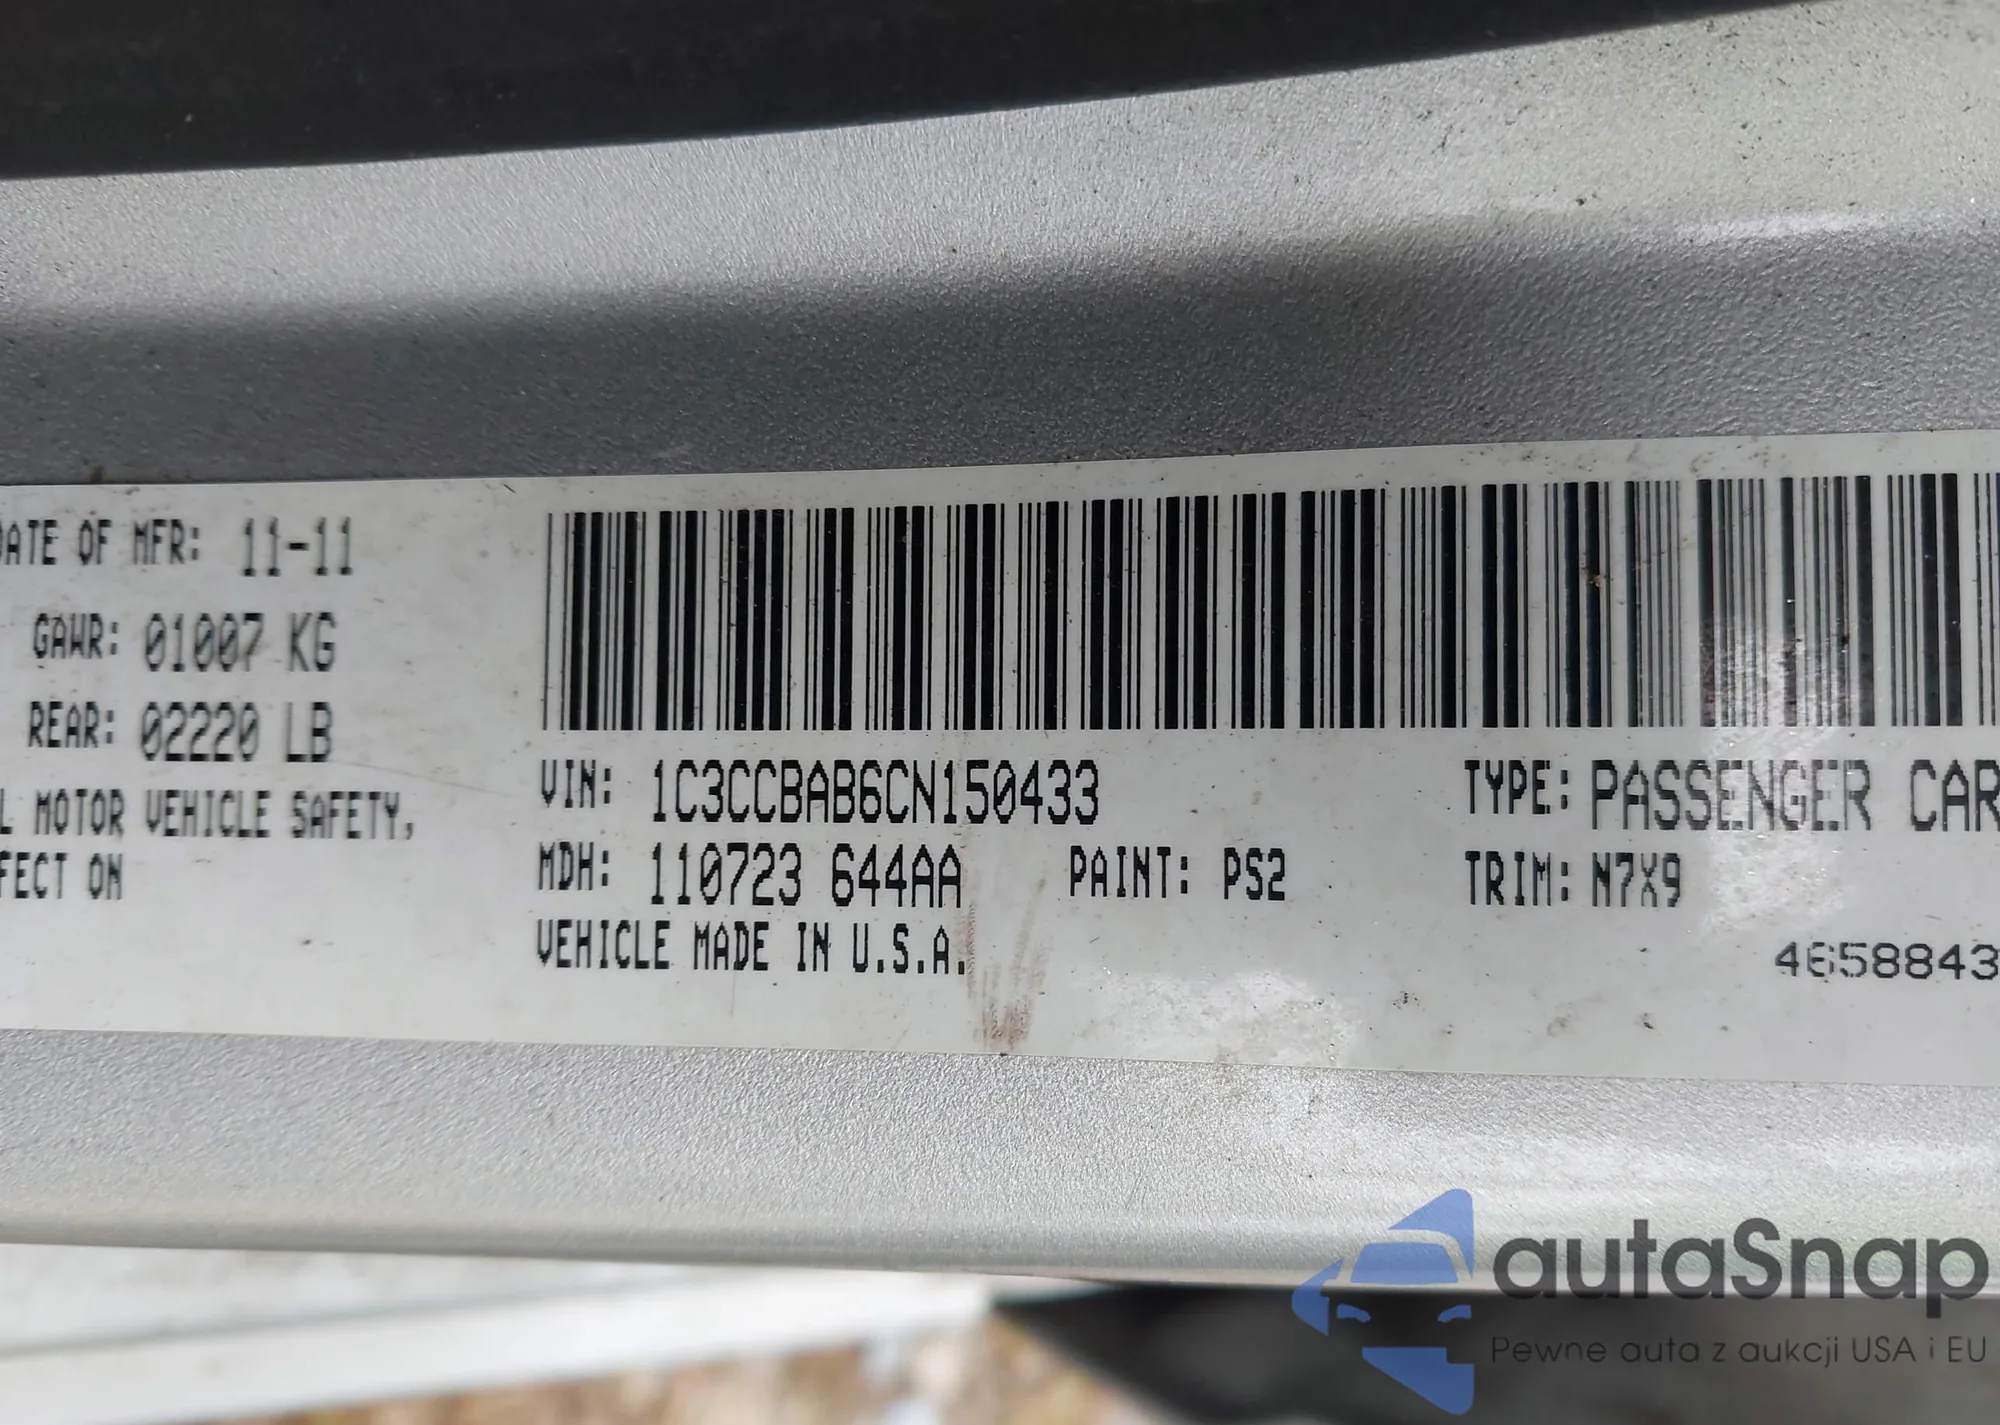 DATE OF MFR: 11-11
GAWR: 01007 KG
REAR: 02220 LB
L MOTOR VEHICLE SAFETY,
FECT ON
VIN: 1C3CCBAB6CN150433
TYPE: PASSENGER CAR
MDH: 110723 644AA PAINT: PS2
TRIM: N7X9
VEHICLE MADE IN U.S.A.
4658843
autaSnap
Pewne auta z aukcji USA i EU